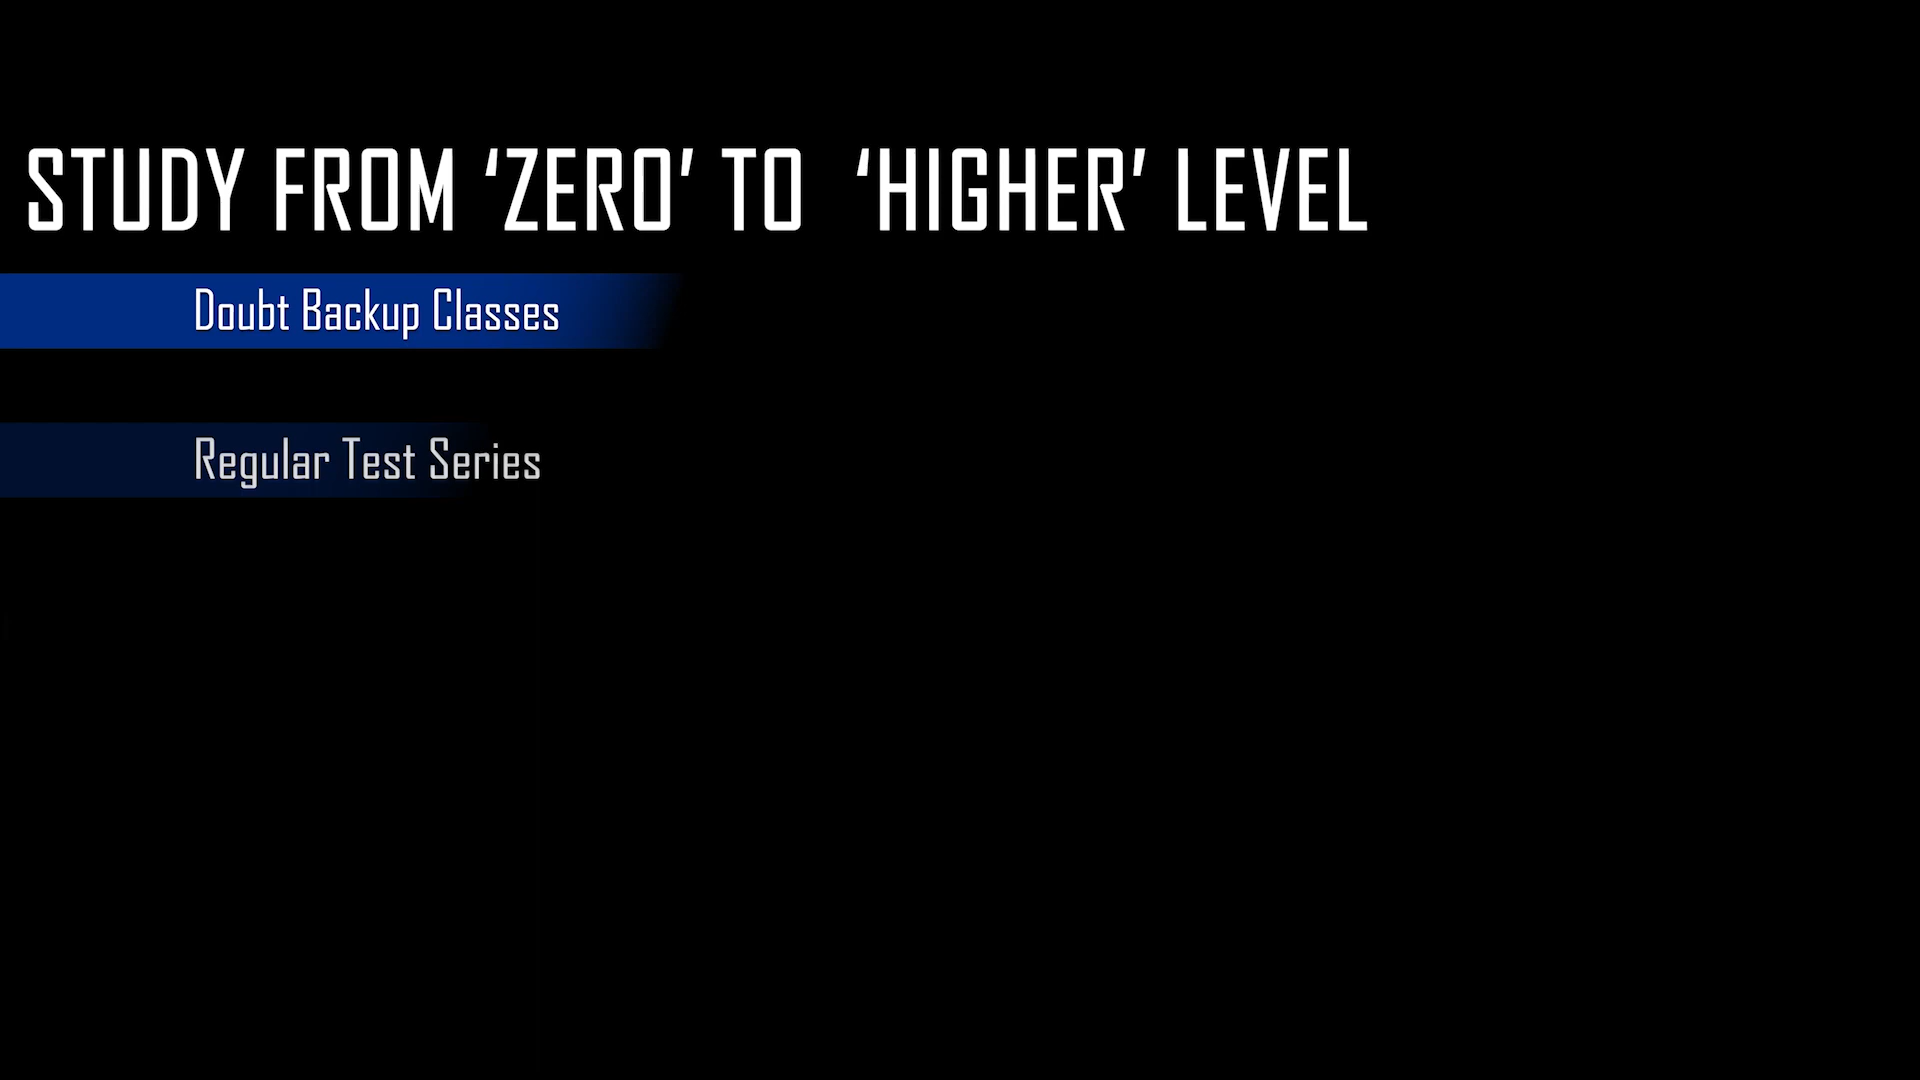 STUDY FROM ‘ZERO’ TO ‘HIGHER’ LEVEL
Doubt Backup Classes
Regular Test Series